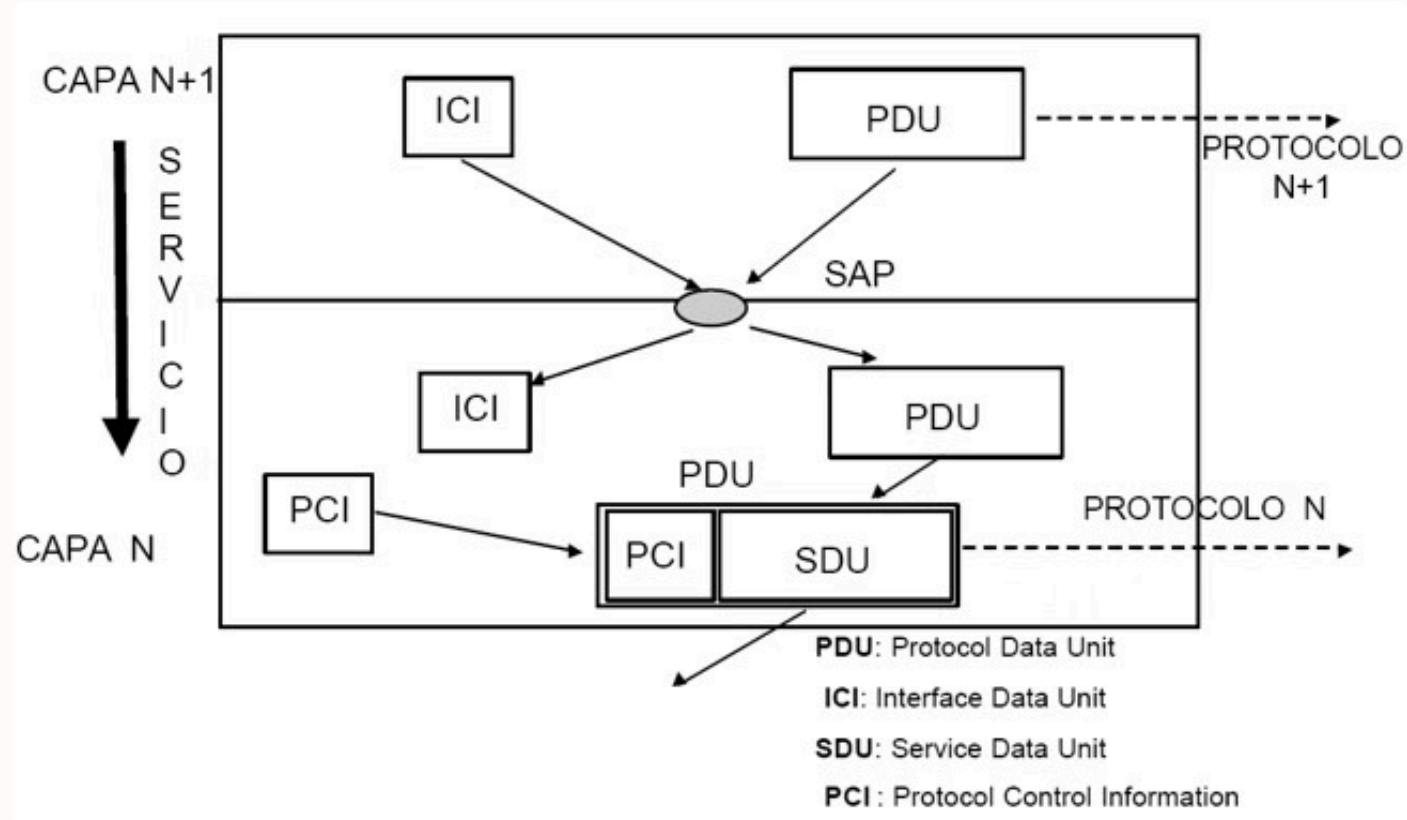 CAPA N+1
ICI
PDU
PROTOCOLO
N+1
SERVICIO
SAP
ICI
PDU
PDU
PCI
PCI
SDU
PROTOCOLO N
CAPA N
PDU: Protocol Data Unit
ICI: Interface Data Unit
SDU: Service Data Unit
PCI : Protocol Control Information